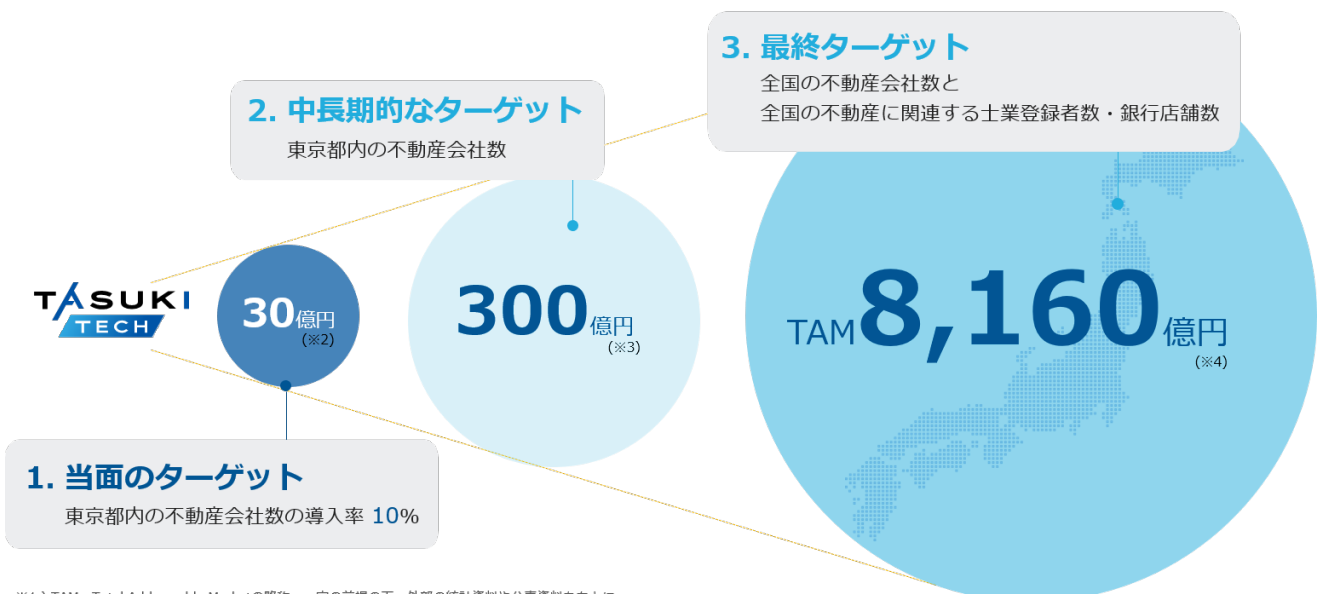 3. 最終ターゲット
全国の不動産会社数と
全国の不動産に関連する士業登録者数・銀行店舗数
2. 中長期的なターゲット
東京都内の不動産会社数
TASUKI
TECH
30億円
(※2)
300億円
(※3)
TAM8,160億円
(※4)
1. 当面のターゲット
東京都内の不動産会社数の導入率 10%